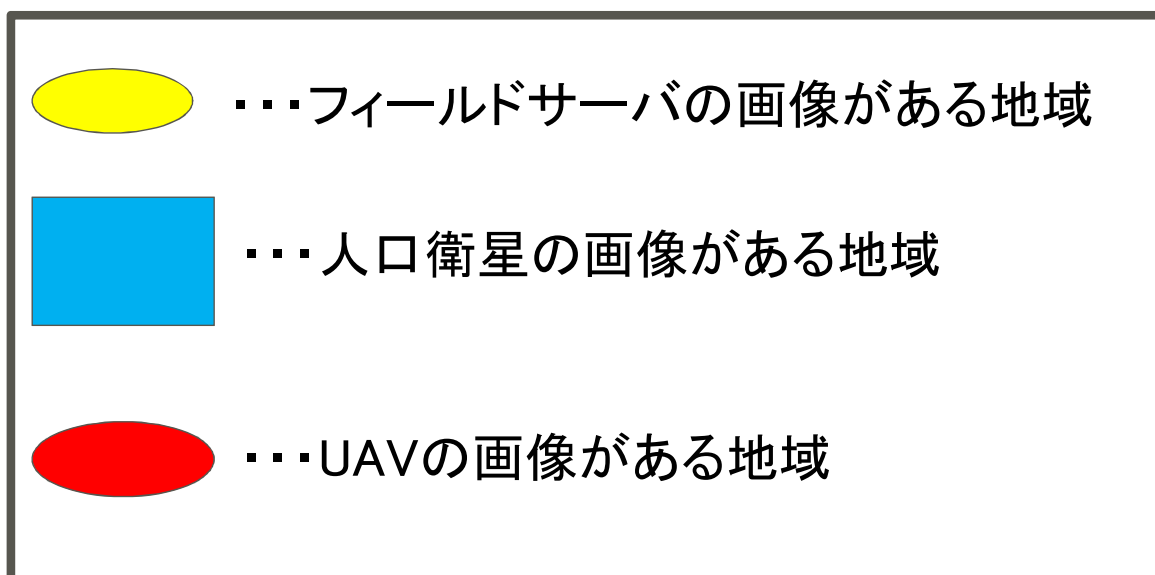 ・・・フィールドサーバの画像がある地域
・・・人口衛星の画像がある地域
・・・UAVの画像がある地域